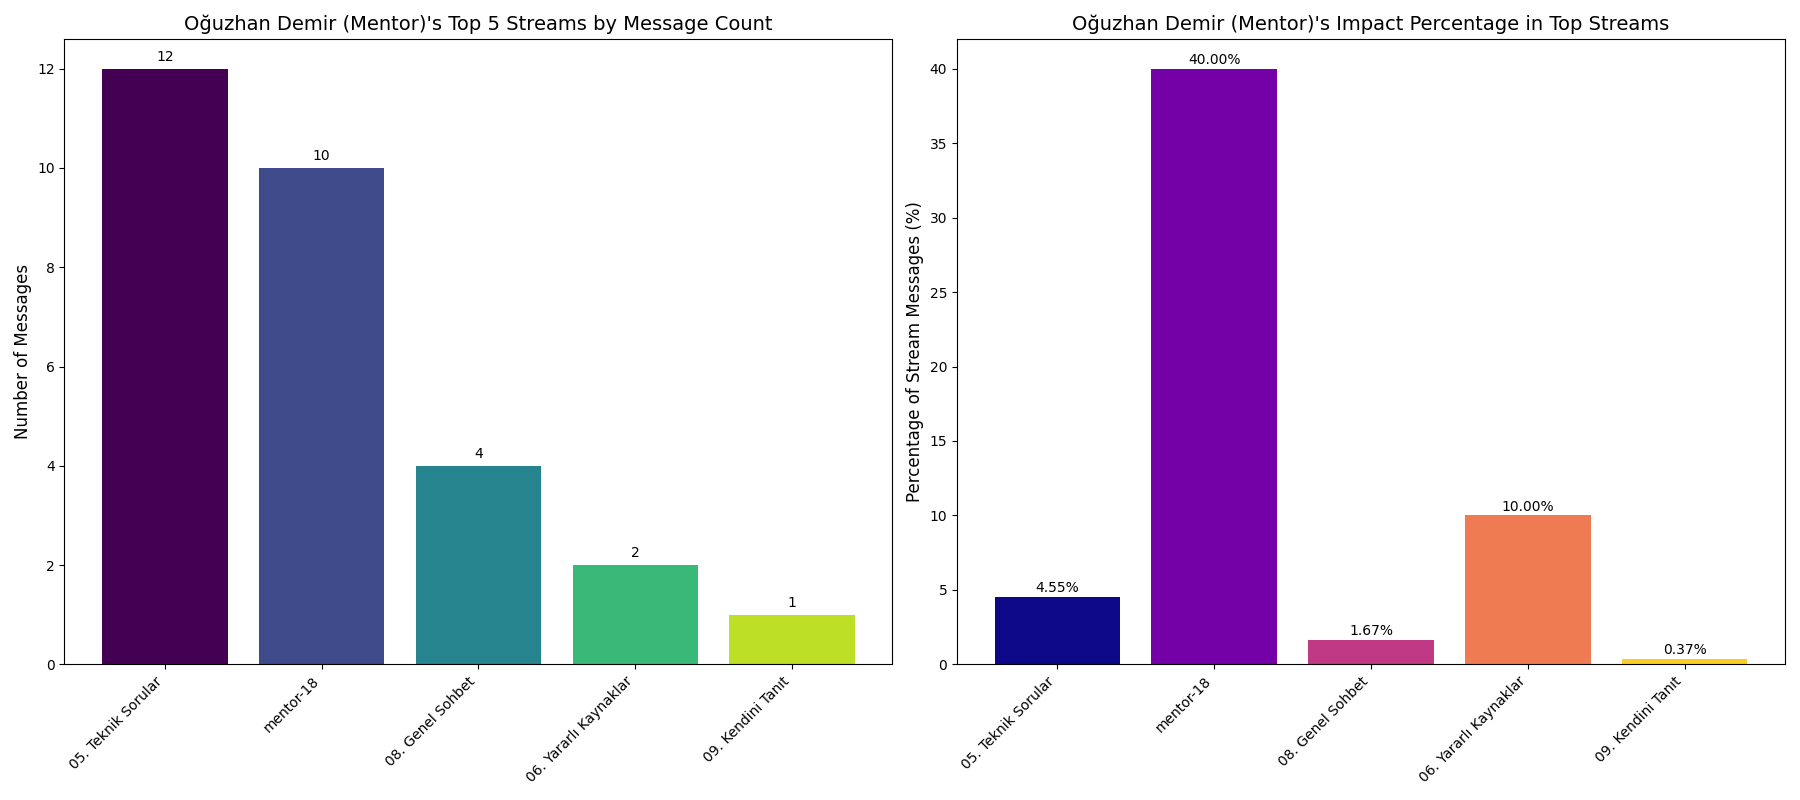 Oğuzhan Demir (Mentor)'s Top 5 Streams by Message Count
Number of Messages
12
10
8
6
4
2
0
12
10
4
2
1
05. Teknik Sorular
mentor-18
08. Genel Sohbet
06. Yararlı Kaynaklar
09. Kendini Tanıt
Oğuzhan Demir (Mentor)'s Impact Percentage in Top Streams
Percentage of Stream Messages (%)
40
35
30
25
20
15
10
5
0
4.55%
40.00%
1.67%
10.00%
0.37%
05. Teknik Sorular
mentor-18
08. Genel Sohbet
06. Yararlı Kaynaklar
09. Kendini Tanıt